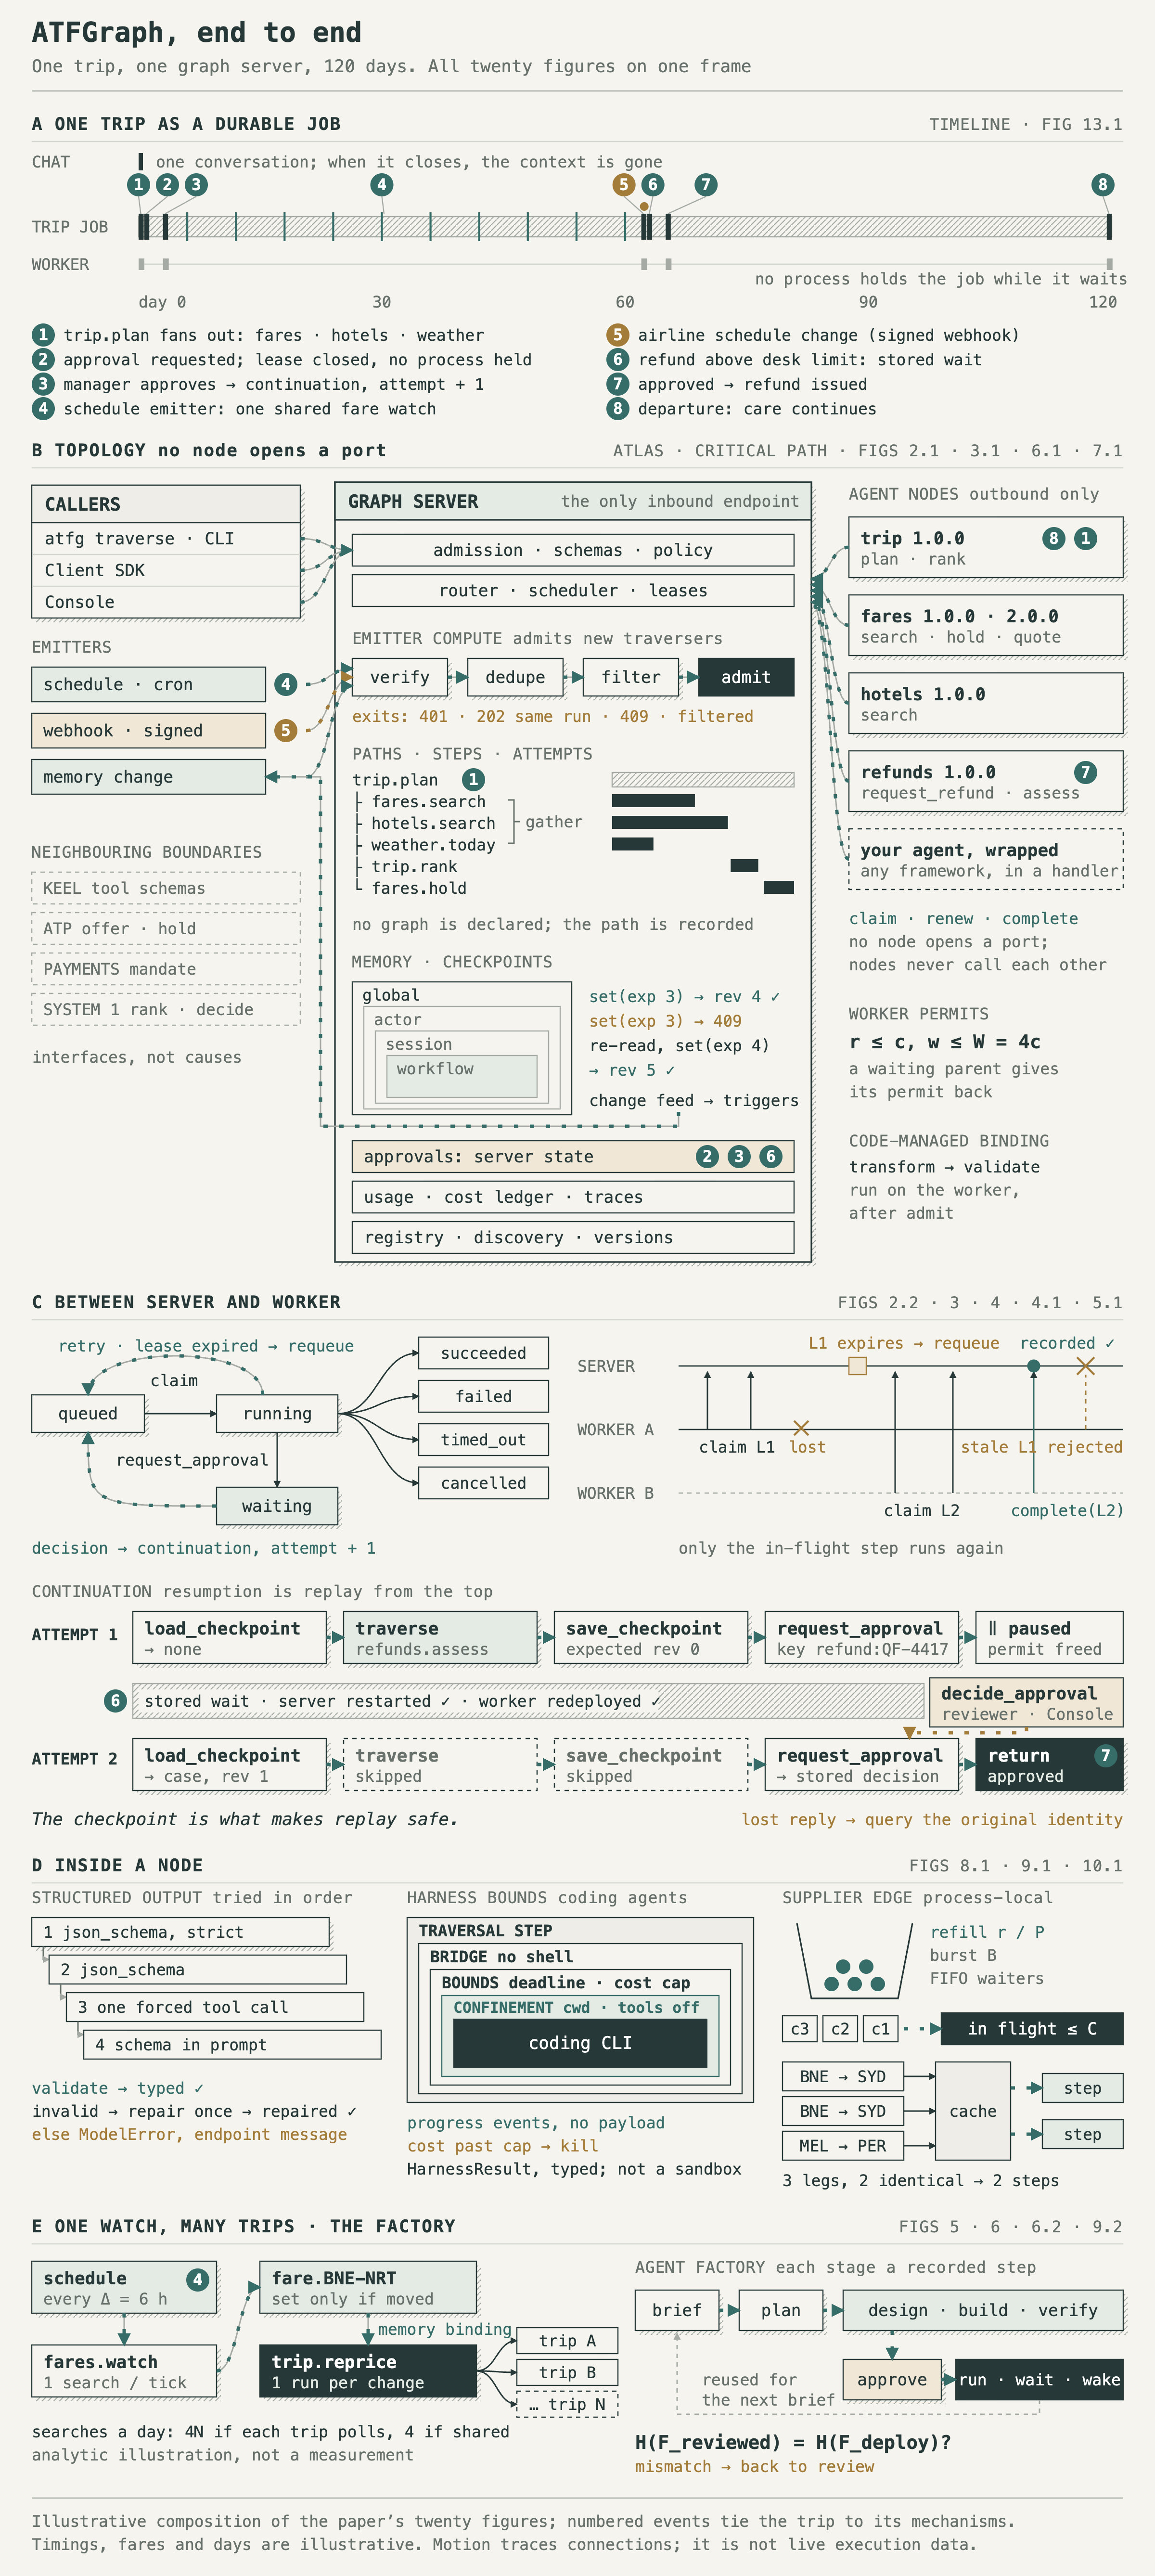 ATFGraph, end to end
One trip, one graph server, 120 days. All twenty figures on one frame
A ONE TRIP AS A DURABLE JOB
TIMELINE · FIG 13.1
CHAT
one conversation; when it closes, the context is gone
1 2 3 4 5 6 7 8
TRIP JOB
WORKER
no process holds the job while it waits
day 0 30 60 90 120
1 trip.plan fans out: fares · hotels · weather
2 approval requested; lease closed, no process held
3 manager approves → continuation, attempt + 1
4 schedule emitter: one shared fare watch
5 airline schedule change (signed webhook)
6 refund above desk limit: stored wait
7 approved → refund issued
8 departure: care continues
B TOPOLOGY no node opens a port
ATLAS · CRITICAL PATH · FIGS 2.1 · 3.1 · 6.1 · 7.1
CALLERS
atfg traverse · CLI
Client SDK
Console
EMITTERS
schedule · cron 4
webhook · signed 5
memory change
NEIGHBOURING BOUNDARIES
KEEL tool schemas
ATP offer · hold
PAYMENTS mandate
SYSTEM 1 rank · decide
interfaces, not causes
GRAPH SERVER the only inbound endpoint
admission · schemas · policy
router · scheduler · leases
EMITTER COMPUTE admits new traversers
verify
dedupe
filter
admit
exits: 401 · 202 same run · 409 · filtered
PATHS · STEPS · ATTEMPTS
trip.plan 1
├ fares.search
├ hotels.search
├ weather.today
gather
├ trip.rank
└ fares.hold
no graph is declared; the path is recorded
MEMORY · CHECKPOINTS
global
actor
session
workflow
set(exp 3) → rev 4 ✓
set(exp 3) → 409
re-read, set(exp 4)
→ rev 5 ✓
change feed → triggers
approvals: server state 2 3 6
usage · cost ledger · traces
registry · discovery · versions
AGENT NODES outbound only
trip 1.0.0 8 1
plan · rank
fares 1.0.0 · 2.0.0
search · hold · quote
hotels 1.0.0
search
refunds 1.0.0 7
request_refund · assess
your agent, wrapped
any framework, in a handler
claim · renew · complete
no node opens a port;
nodes never call each other
WORKER PERMITS
r ≤ c, w ≤ W = 4c
a waiting parent gives
its permit back
CODE-MANAGED BINDING
transform → validate
run on the worker,
after admit
C BETWEEN SERVER AND WORKER
FIGS 2.2 · 3 · 4 · 4.1 · 5.1
retry · lease expired → requeue
claim
queued
running
request_approval
waiting
succeeded
failed
timed_out
cancelled
decision → continuation, attempt + 1
L1 expires → requeue
recorded ✓
SERVER
WORKER A
claim L1
lost
stale L1 rejected
WORKER B
claim L2
complete(L2)
only the in-flight step runs again
CONTINUATION resumption is replay from the top
ATTEMPT 1
load_checkpoint
→ none
traverse
refunds.assess
save_checkpoint
expected rev 0
request_approval
key refund:QF-4417
‖ paused
permit freed
6 stored wait · server restarted ✓ · worker redeployed ✓
decide_approval
reviewer · Console
ATTEMPT 2
load_checkpoint
→ case, rev 1
traverse
skipped
save_checkpoint
skipped
request_approval
→ stored decision
return 7
approved
The checkpoint is what makes replay safe.
lost reply → query the original identity
D INSIDE A NODE
FIGS 8.1 · 9.1 · 10.1
STRUCTURED OUTPUT tried in order
1 json_schema, strict
2 json_schema
3 one forced tool call
4 schema in prompt
validate → typed ✓
invalid → repair once → repaired ✓
else ModelError, endpoint message
HARNESS BOUNDS coding agents
TRAVERSAL STEP
BRIDGE no shell
BOUNDS deadline · cost cap
CONFINEMENT cwd · tools off
coding CLI
progress events, no payload
cost past cap → kill
HarnessResult, typed; not a sandbox
SUPPLIER EDGE process-local
refill r / P
burst B
FIFO waiters
c3 c2 c1
in flight ≤ C
BNE → SYD
BNE → SYD
MEL → PER
cache
step
step
3 legs, 2 identical → 2 steps
E ONE WATCH, MANY TRIPS · THE FACTORY
FIGS 5 · 6 · 6.2 · 9.2
schedule 4
every Δ = 6 h
fares.watch
1 search / tick
fare.BNE-NRT
set only if moved
memory binding
trip.reprice
1 run per change
trip A
trip B
… trip N
searches a day: 4N if each trip polls, 4 if shared
analytic illustration, not a measurement
AGENT FACTORY each stage a recorded step
brief
plan
design · build · verify
approve
run · wait · wake
reused for
the next brief
H(F_reviewed) = H(F_deploy)?
mismatch → back to review
Illustrative composition of the paper’s twenty figures; numbered events tie the trip to its mechanisms.
Timings, fares and days are illustrative. Motion traces connections; it is not live execution data.